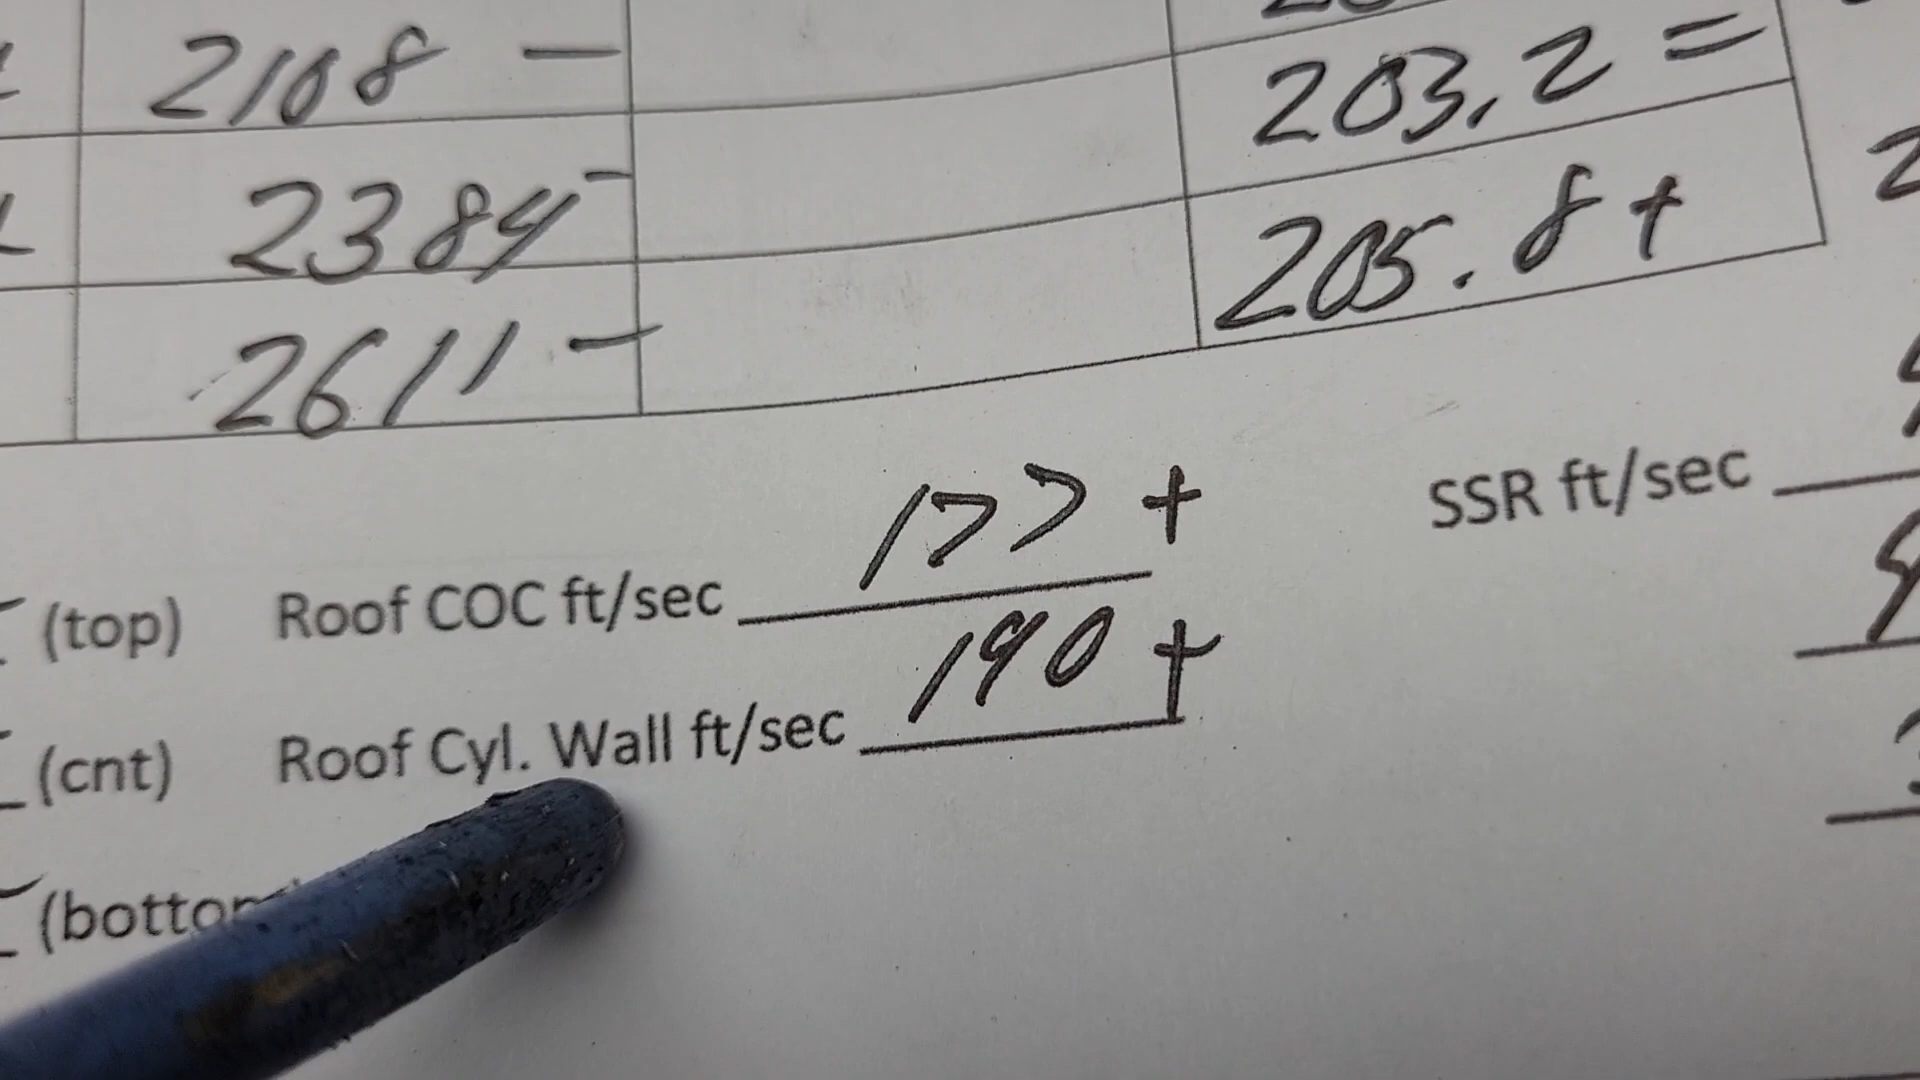 2108 - 203.2 =
2384- 205.8 +
2611 -
SSR ft/sec
177 +
(top) Roof COC ft/sec
190 +
(cnt) Roof Cyl. Wall ft/sec